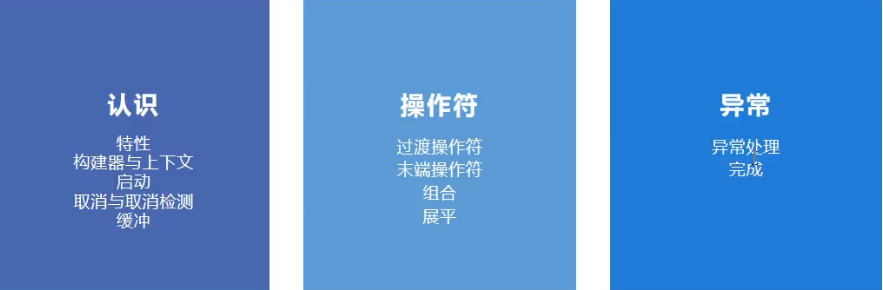 认识
特性
构建器与上下文
启动
取消与取消检测
缓冲
操作符
过渡操作符
末端操作符
组合
展平
异常
异常处理
完成